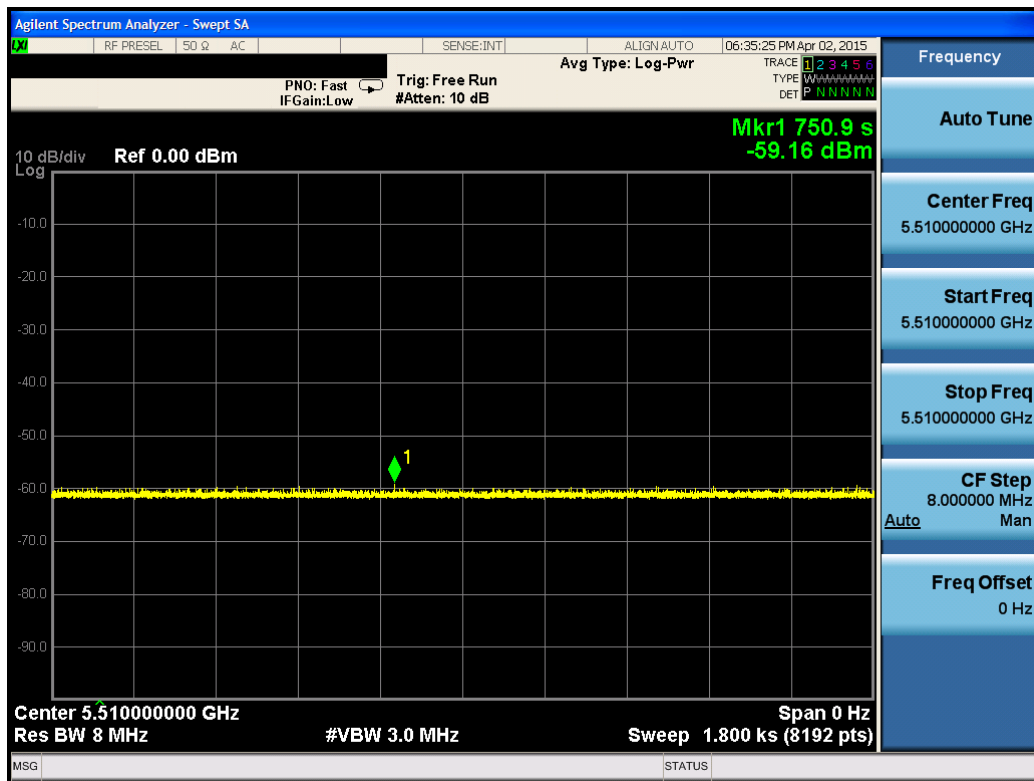 Agilent Spectrum Analyzer - Swept SA
LXI RF PRESEL 50 Ω AC SENSE:INT ALIGN AUTO 06:35:25 PM Apr 02, 2015
Frequency
PNO: Fast
IFGain:Low
Trig: Free Run
#Atten: 10 dB
Avg Type: Log-Pwr
TRACE 1 2 3 4 5 6
TYPE
DET P N N N N N
Mkr1 750.9 s
-59.16 dBm
10 dB/div
Log
Ref 0.00 dBm
-10.0
-20.0
-30.0
-40.0
-50.0
-60.0
-70.0
-80.0
-90.0
1
Center 5.510000000 GHz
Span 0 Hz
Res BW 8 MHz
#VBW 3.0 MHz
Sweep 1.800 ks (8192 pts)
Auto Tune
Center Freq
5.510000000 GHz
Start Freq
5.510000000 GHz
Stop Freq
5.510000000 GHz
CF Step
8.000000 MHz
Auto Man
Freq Offset
0 Hz
MSG
STATUS